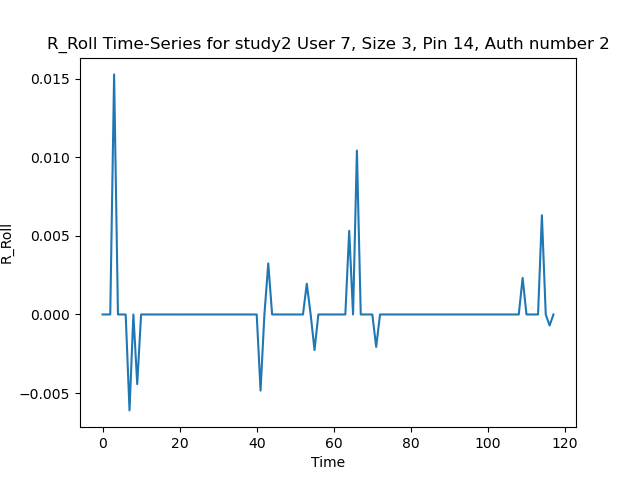 R_Roll Time-Series for study2 User 7, Size 3, Pin 14, Auth number 2
0.015
0.010
0.005
0.000
−0.005
R_Roll
0 20 40 60 80 100 120
Time